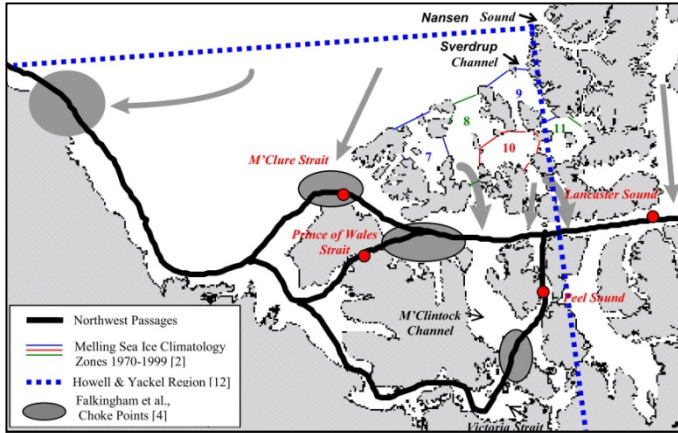 Nansen Sound
Sverdrup
Channel
9
8
11
7
10
M'Clure Strait
Lancaster Sound
Prince of Wales
Strait
Peel Sound
M'Clintock
Channel
Victoria Strait
Northwest Passages
Melling Sea Ice Climatology
Zones 1970-1999 [2]
Howell & Yackel Region [12]
Falkingham et al.,
Choke Points [4]